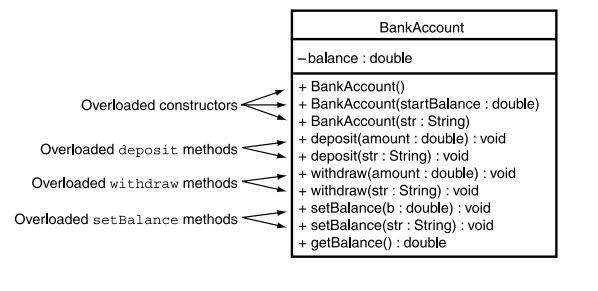 BankAccount
– balance : double
+ BankAccount()
+ BankAccount(startBalance : double)
+ BankAccount(str : String)
+ deposit(amount : double) : void
+ deposit(str : String) : void
+ withdraw(amount : double) : void
+ withdraw(str : String) : void
+ setBalance(b : double) : void
+ setBalance(str : String) : void
+ getBalance() : double
Overloaded constructors
Overloaded deposit methods
Overloaded withdraw methods
Overloaded setBalance methods